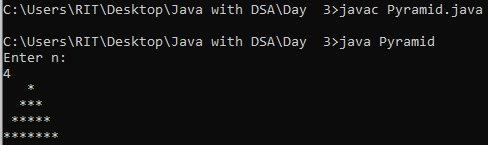 C:\Users\RIT\Desktop\Java with DSA\Day  3>javac Pyramid.java
C:\Users\RIT\Desktop\Java with DSA\Day  3>java Pyramid
Enter n:
4
   *
  ***
 *****
*******